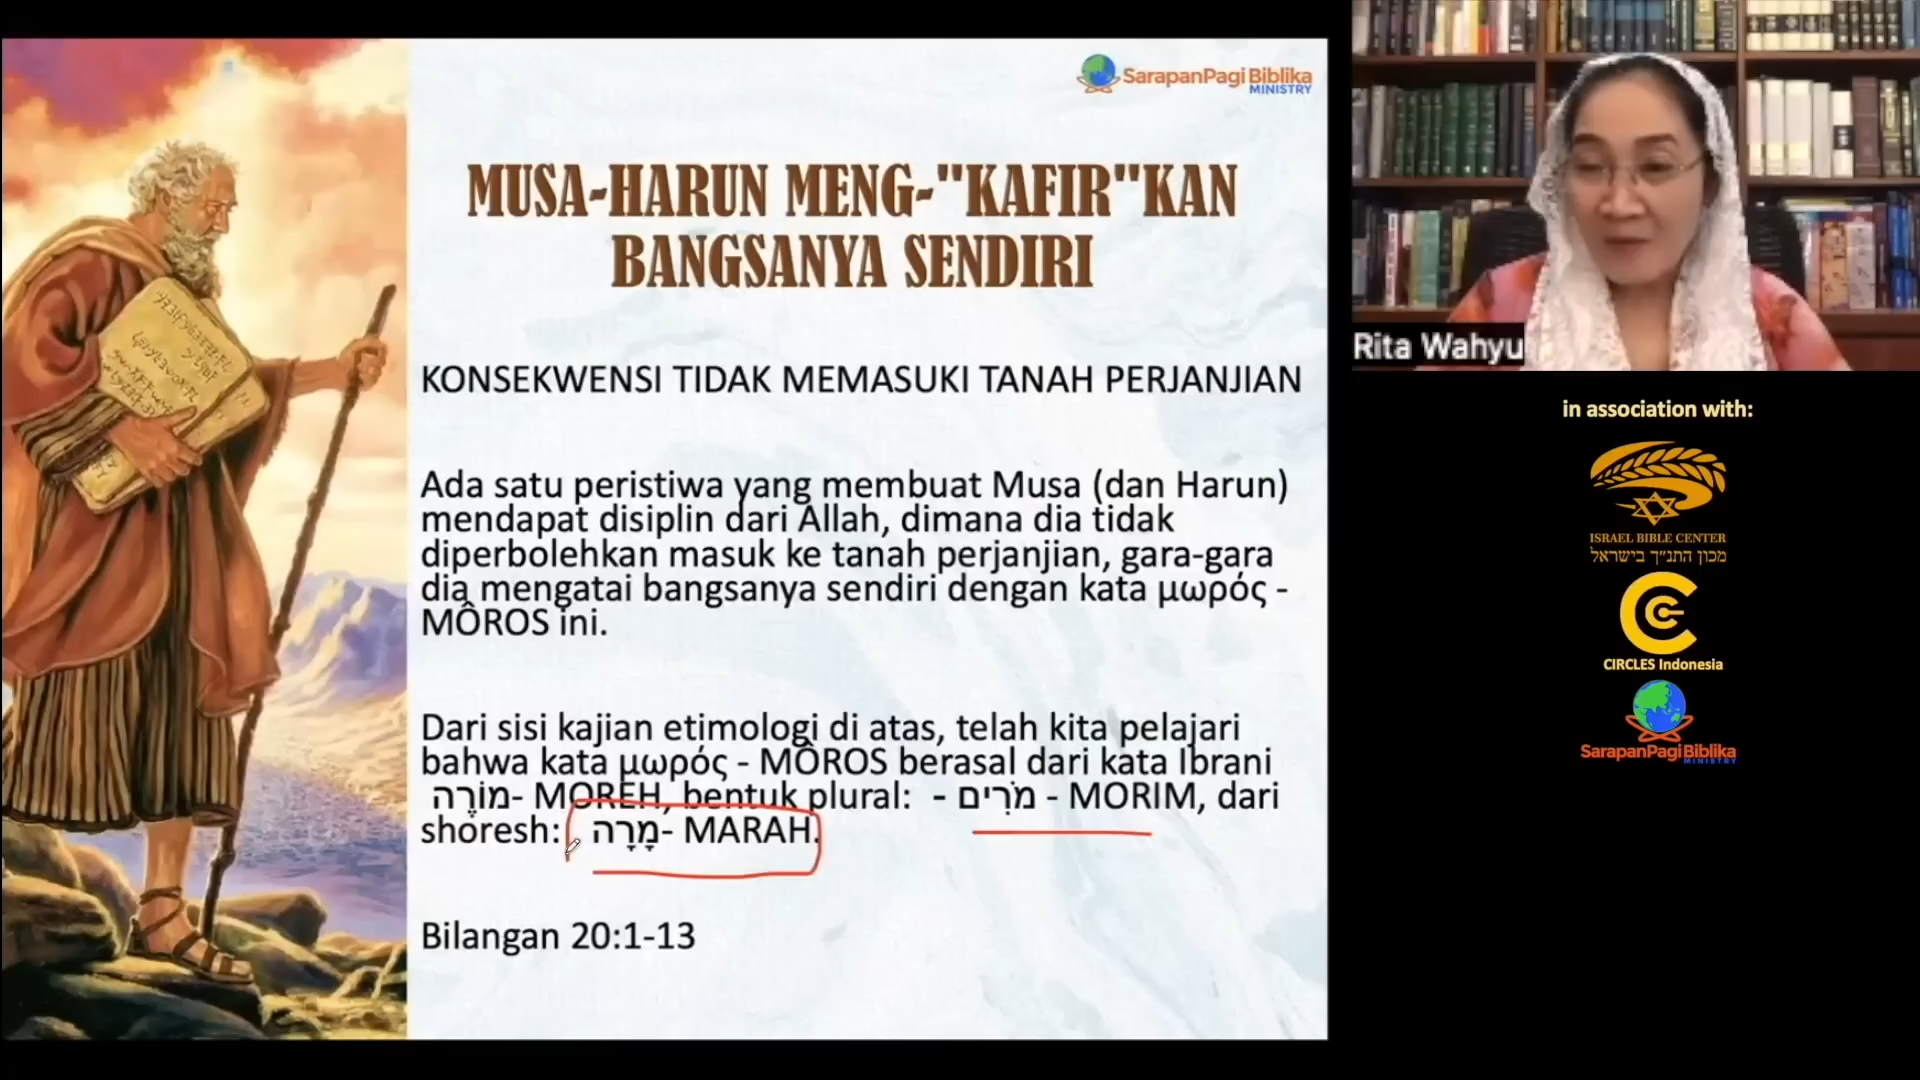 SarapanPagi Biblika
MINISTRY
MUSA-HARUN MENG-"KAFIR"KAN
BANGSANYA SENDIRI
KONSEKWENSI TIDAK MEMASUKI TANAH PERJANJIAN
Ada satu peristiwa yang membuat Musa (dan Harun)
mendapat disiplin dari Allah, dimana dia tidak
diperbolehkan masuk ke tanah perjanjian, gara-gara
dia mengatai bangsanya sendiri dengan kata μωρός -
MÔROS ini.
Dari sisi kajian etimologi di atas, telah kita pelajari
bahwa kata μωρός - MÔROS berasal dari kata Ibrani
מוֹרֶה- MOREH, bentuk plural: - מֹרִים - MORIM, dari
shoresh: מָרָה- MARAH.
Bilangan 20:1-13
Rita Wahyu
in association with:
ISRAEL BIBLE CENTER
מכון התנ״ך בישראל
CIRCLES Indonesia
SarapanPagi Biblika
MINISTRY